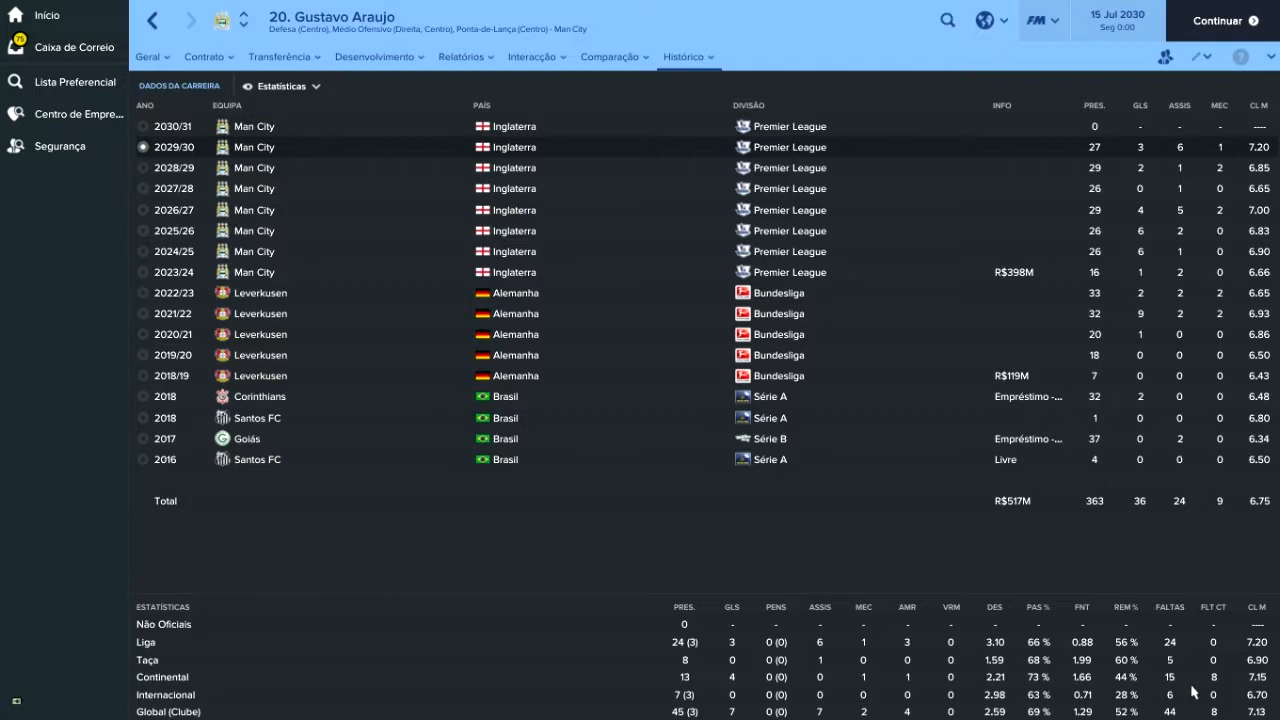 Início
Caixa de Correio
75
Lista Preferencial
Centro de Empre...
Segurança
20. Gustavo Araujo
Defesa (Centro), Médio Ofensivo (Direita, Centro), Ponta-de-Lança (Centro) - Man City
FM
15 Jul 2030
Seg 0:00
Continuar
Geral Contrato Transferência Desenvolvimento Relatórios Interacção Comparação Histórico
DADOS DA CARREIRA Estatísticas
ANO EQUIPA PAÍS DIVISÃO INFO PRES. GLS ASSIS MEC CL M
2030/31 Man City Inglaterra Premier League 0 - - - ----
2029/30 Man City Inglaterra Premier League 27 3 6 1 7.20
2028/29 Man City Inglaterra Premier League 29 2 1 2 6.85
2027/28 Man City Inglaterra Premier League 26 0 1 0 6.65
2026/27 Man City Inglaterra Premier League 29 4 5 2 7.00
2025/26 Man City Inglaterra Premier League 26 6 2 0 6.83
2024/25 Man City Inglaterra Premier League 26 6 1 0 6.90
2023/24 Man City Inglaterra Premier League R$398M 16 1 2 0 6.66
2022/23 Leverkusen Alemanha Bundesliga 33 2 2 2 6.65
2021/22 Leverkusen Alemanha Bundesliga 32 9 2 2 6.93
2020/21 Leverkusen Alemanha Bundesliga 20 1 0 0 6.86
2019/20 Leverkusen Alemanha Bundesliga 18 0 0 0 6.50
2018/19 Leverkusen Alemanha Bundesliga R$119M 7 0 0 0 6.43
2018 Corinthians Brasil Série A Empréstimo -... 32 2 0 0 6.48
2018 Santos FC Brasil Série A 1 0 0 0 6.80
2017 Goiás Brasil Série B Empréstimo -... 37 0 2 0 6.34
2016 Santos FC Brasil Série A Livre 4 0 0 0 6.50
Total R$517M 363 36 24 9 6.75
ESTATÍSTICAS PRES. GLS PENS ASSIS MEC AMR VRM DES PAS % FNT REM % FALTAS FLT CT CL M
Não Oficiais 0 - - - - - - - - - - - - ----
Liga 24 (3) 3 0 (0) 6 1 3 0 3.10 66 % 0.88 56 % 24 0 7.20
Taça 8 0 0 (0) 1 0 0 0 1.59 68 % 1.99 60 % 5 0 6.90
Continental 13 4 0 (0) 0 1 1 0 2.21 73 % 1.66 44 % 15 8 7.15
Internacional 7 (3) 0 0 (0) 0 0 0 0 2.98 63 % 0.71 28 % 6 0 6.70
Global (Clube) 45 (3) 7 0 (0) 7 2 4 0 2.59 69 % 1.29 52 % 44 8 7.13